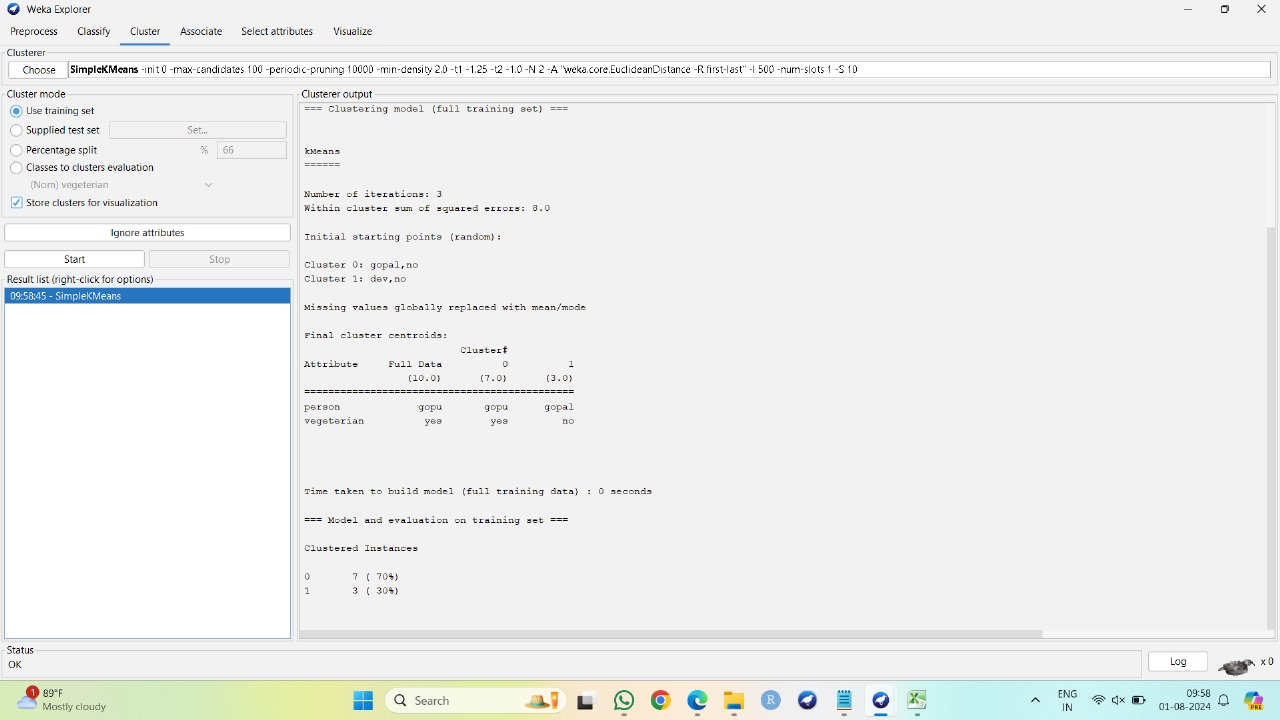 Weka Explorer
Preprocess Classify Cluster Associate Select attributes Visualize
Clusterer
Choose SimpleKMeans -init 0 -max-candidates 100 -periodic-pruning 10000 -min-density 2.0 -t1 -1.25 -t2 -1.0 -N 2 -A "weka.core.EuclideanDistance -R first-last" -I 500 -num-slots 1 -S 10
Cluster mode
Use training set
Supplied test set Set...
Percentage split % 66
Classes to clusters evaluation
(Nom) vegeterian
Store clusters for visualization
Ignore attributes
Start Stop
Result list (right-click for options)
09:58:45 - SimpleKMeans
Clusterer output
=== Clustering model (full training set) ===
kMeans
======
Number of iterations: 3
Within cluster sum of squared errors: 8.0
Initial starting points (random):
Cluster 0: gopal,no
Cluster 1: dev,no
Missing values globally replaced with mean/mode
Final cluster centroids:
Cluster#
Attribute Full Data 0 1
(10.0) (7.0) (3.0)
=============================================
person gopu gopu gopal
vegeterian yes yes no
Time taken to build model (full training data) : 0 seconds
=== Model and evaluation on training set ===
Clustered Instances
0 7 ( 70%)
1 3 ( 30%)
Status
OK
Log x 0
1
89°F
Mostly cloudy
Search
R
ENG
IN
09:58
01-08-2024
PRE